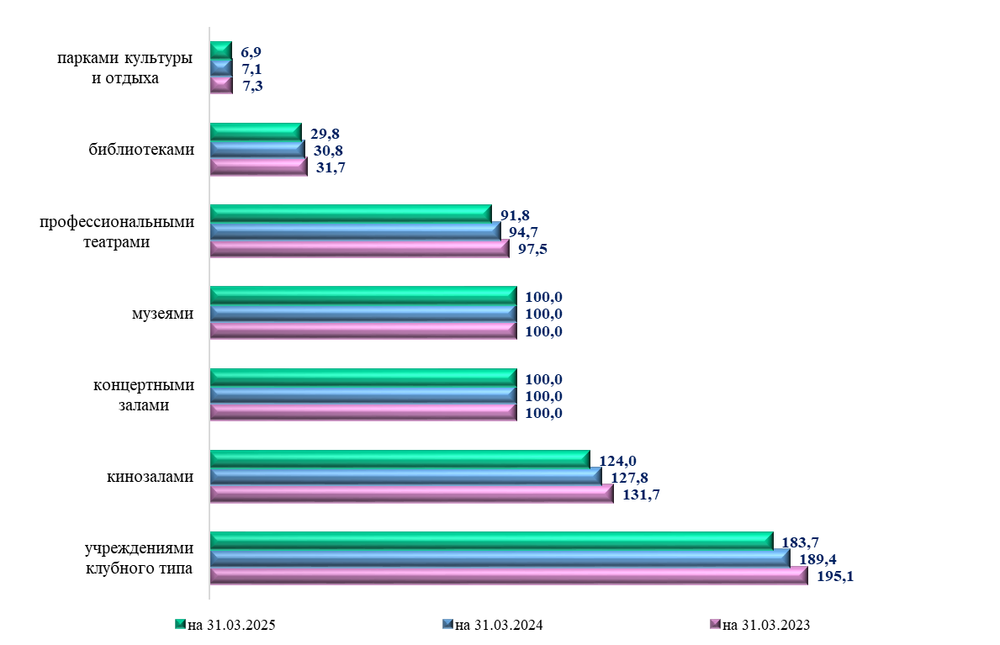 парками культуры
и отдыха
6,9
7,1
7,3
библиотеками
29,8
30,8
31,7
профессиональными
театрами
91,8
94,7
97,5
музеями
100,0
100,0
100,0
концертными
залами
100,0
100,0
100,0
кинозалами
124,0
127,8
131,7
учреждениями
клубного типа
183,7
189,4
195,1
на 31.03.2025 на 31.03.2024 на 31.03.2023